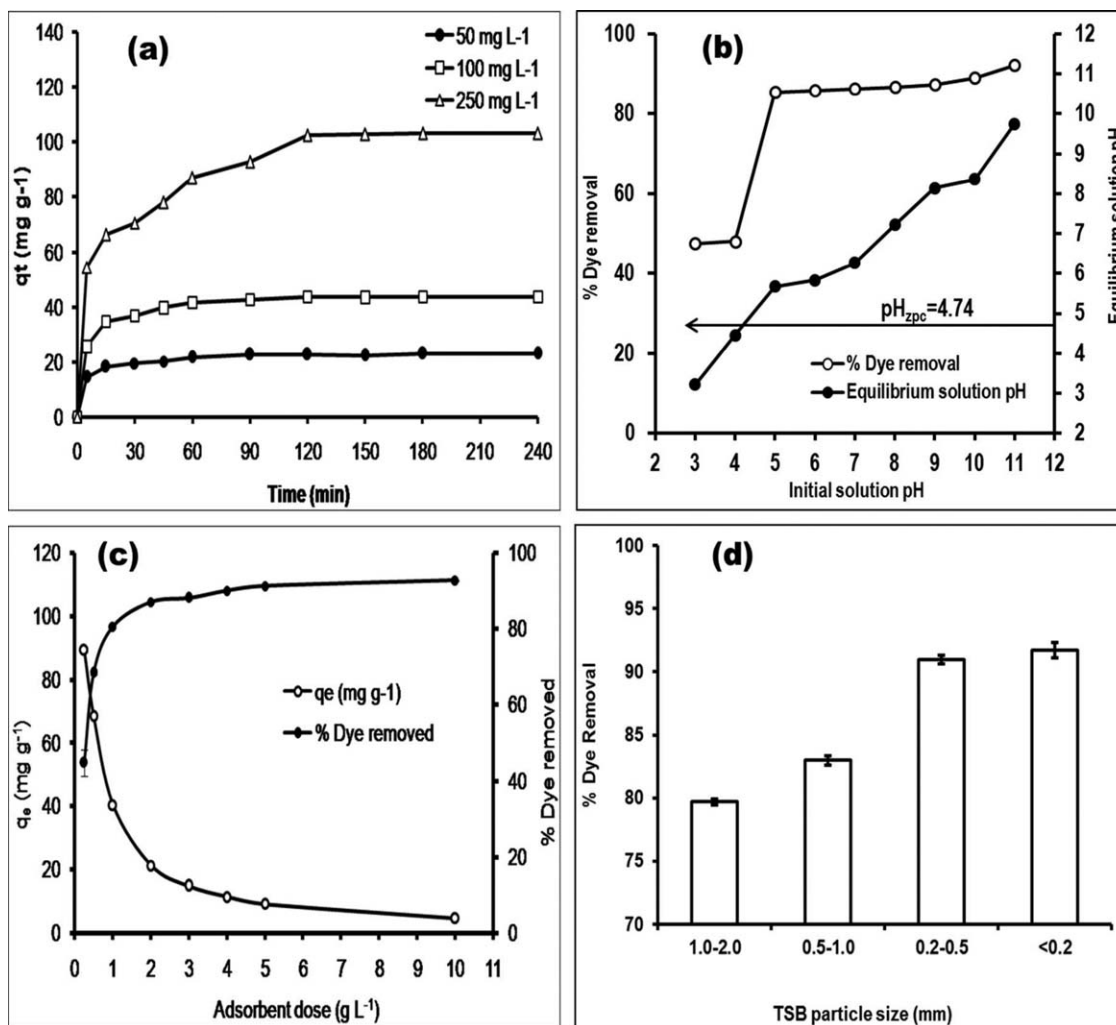 (a)
50 mg L-1
100 mg L-1
250 mg L-1
140
120
100
80
60
40
20
0
qt (mg g-1)
0 30 60 90 120 150 180 210 240
Time (min)
(b)
100
80
60
40
20
0
% Dye removal
12
11
10
9
8
7
6
5
4
3
2
Equilibrium solution pH
pHzpc=4.74
% Dye removal
Equilibrium solution pH
2 3 4 5 6 7 8 9 10 11 12
Initial solution pH
(c)
120
100
80
60
40
20
0
qe (mg g-1)
100
80
60
40
20
0
% Dye removed
qe (mg g-1)
% Dye removed
0 1 2 3 4 5 6 7 8 9 10 11
Adsorbent dose (g L-1)
(d)
100
95
90
85
80
75
70
% Dye Removal
1.0-2.0 0.5-1.0 0.2-0.5 <0.2
TSB particle size (mm)